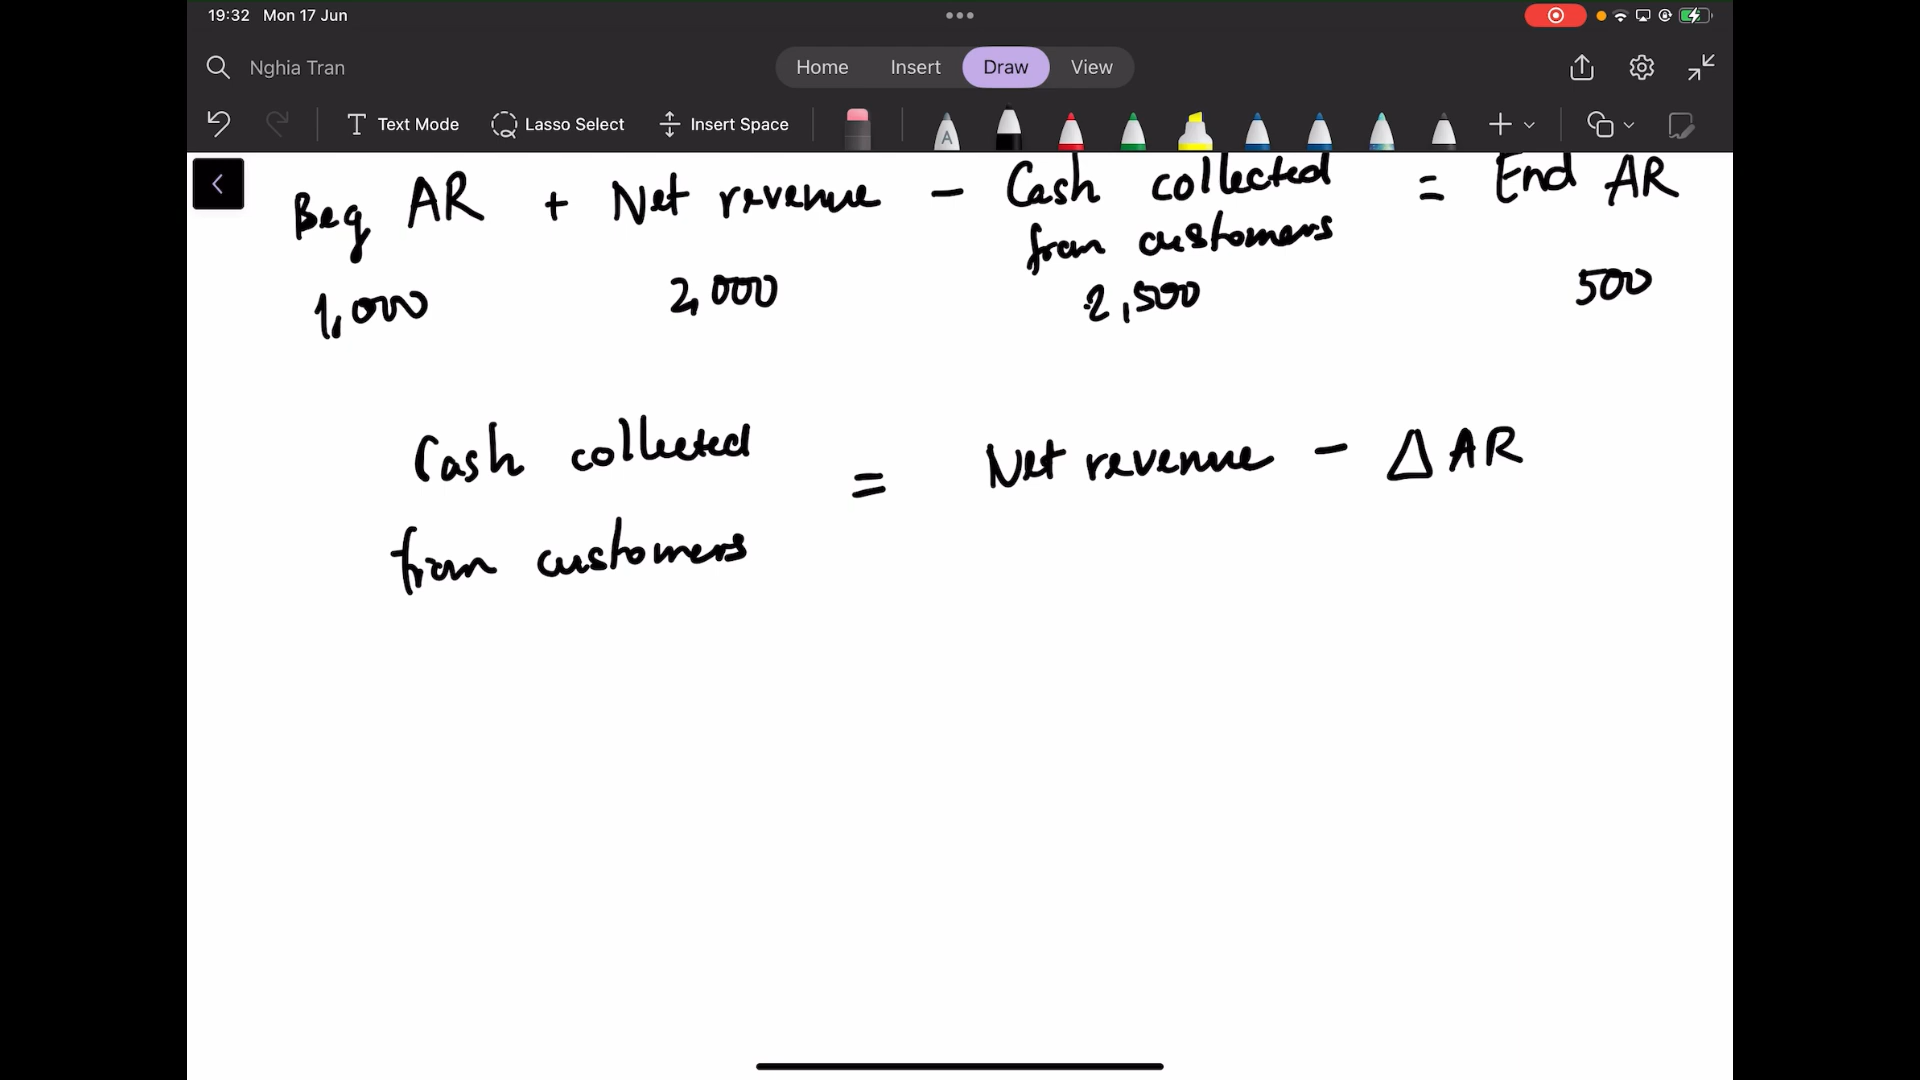 19:32 Mon 17 Jun
Nghia Tran
Home Insert Draw View
Text Mode Lasso Select Insert Space
A
Beg AR + Net revenue - Cash collected = End AR
from customers
1,000 2,000 2,500 500
Cash collected = Net revenue - Δ AR
from customers